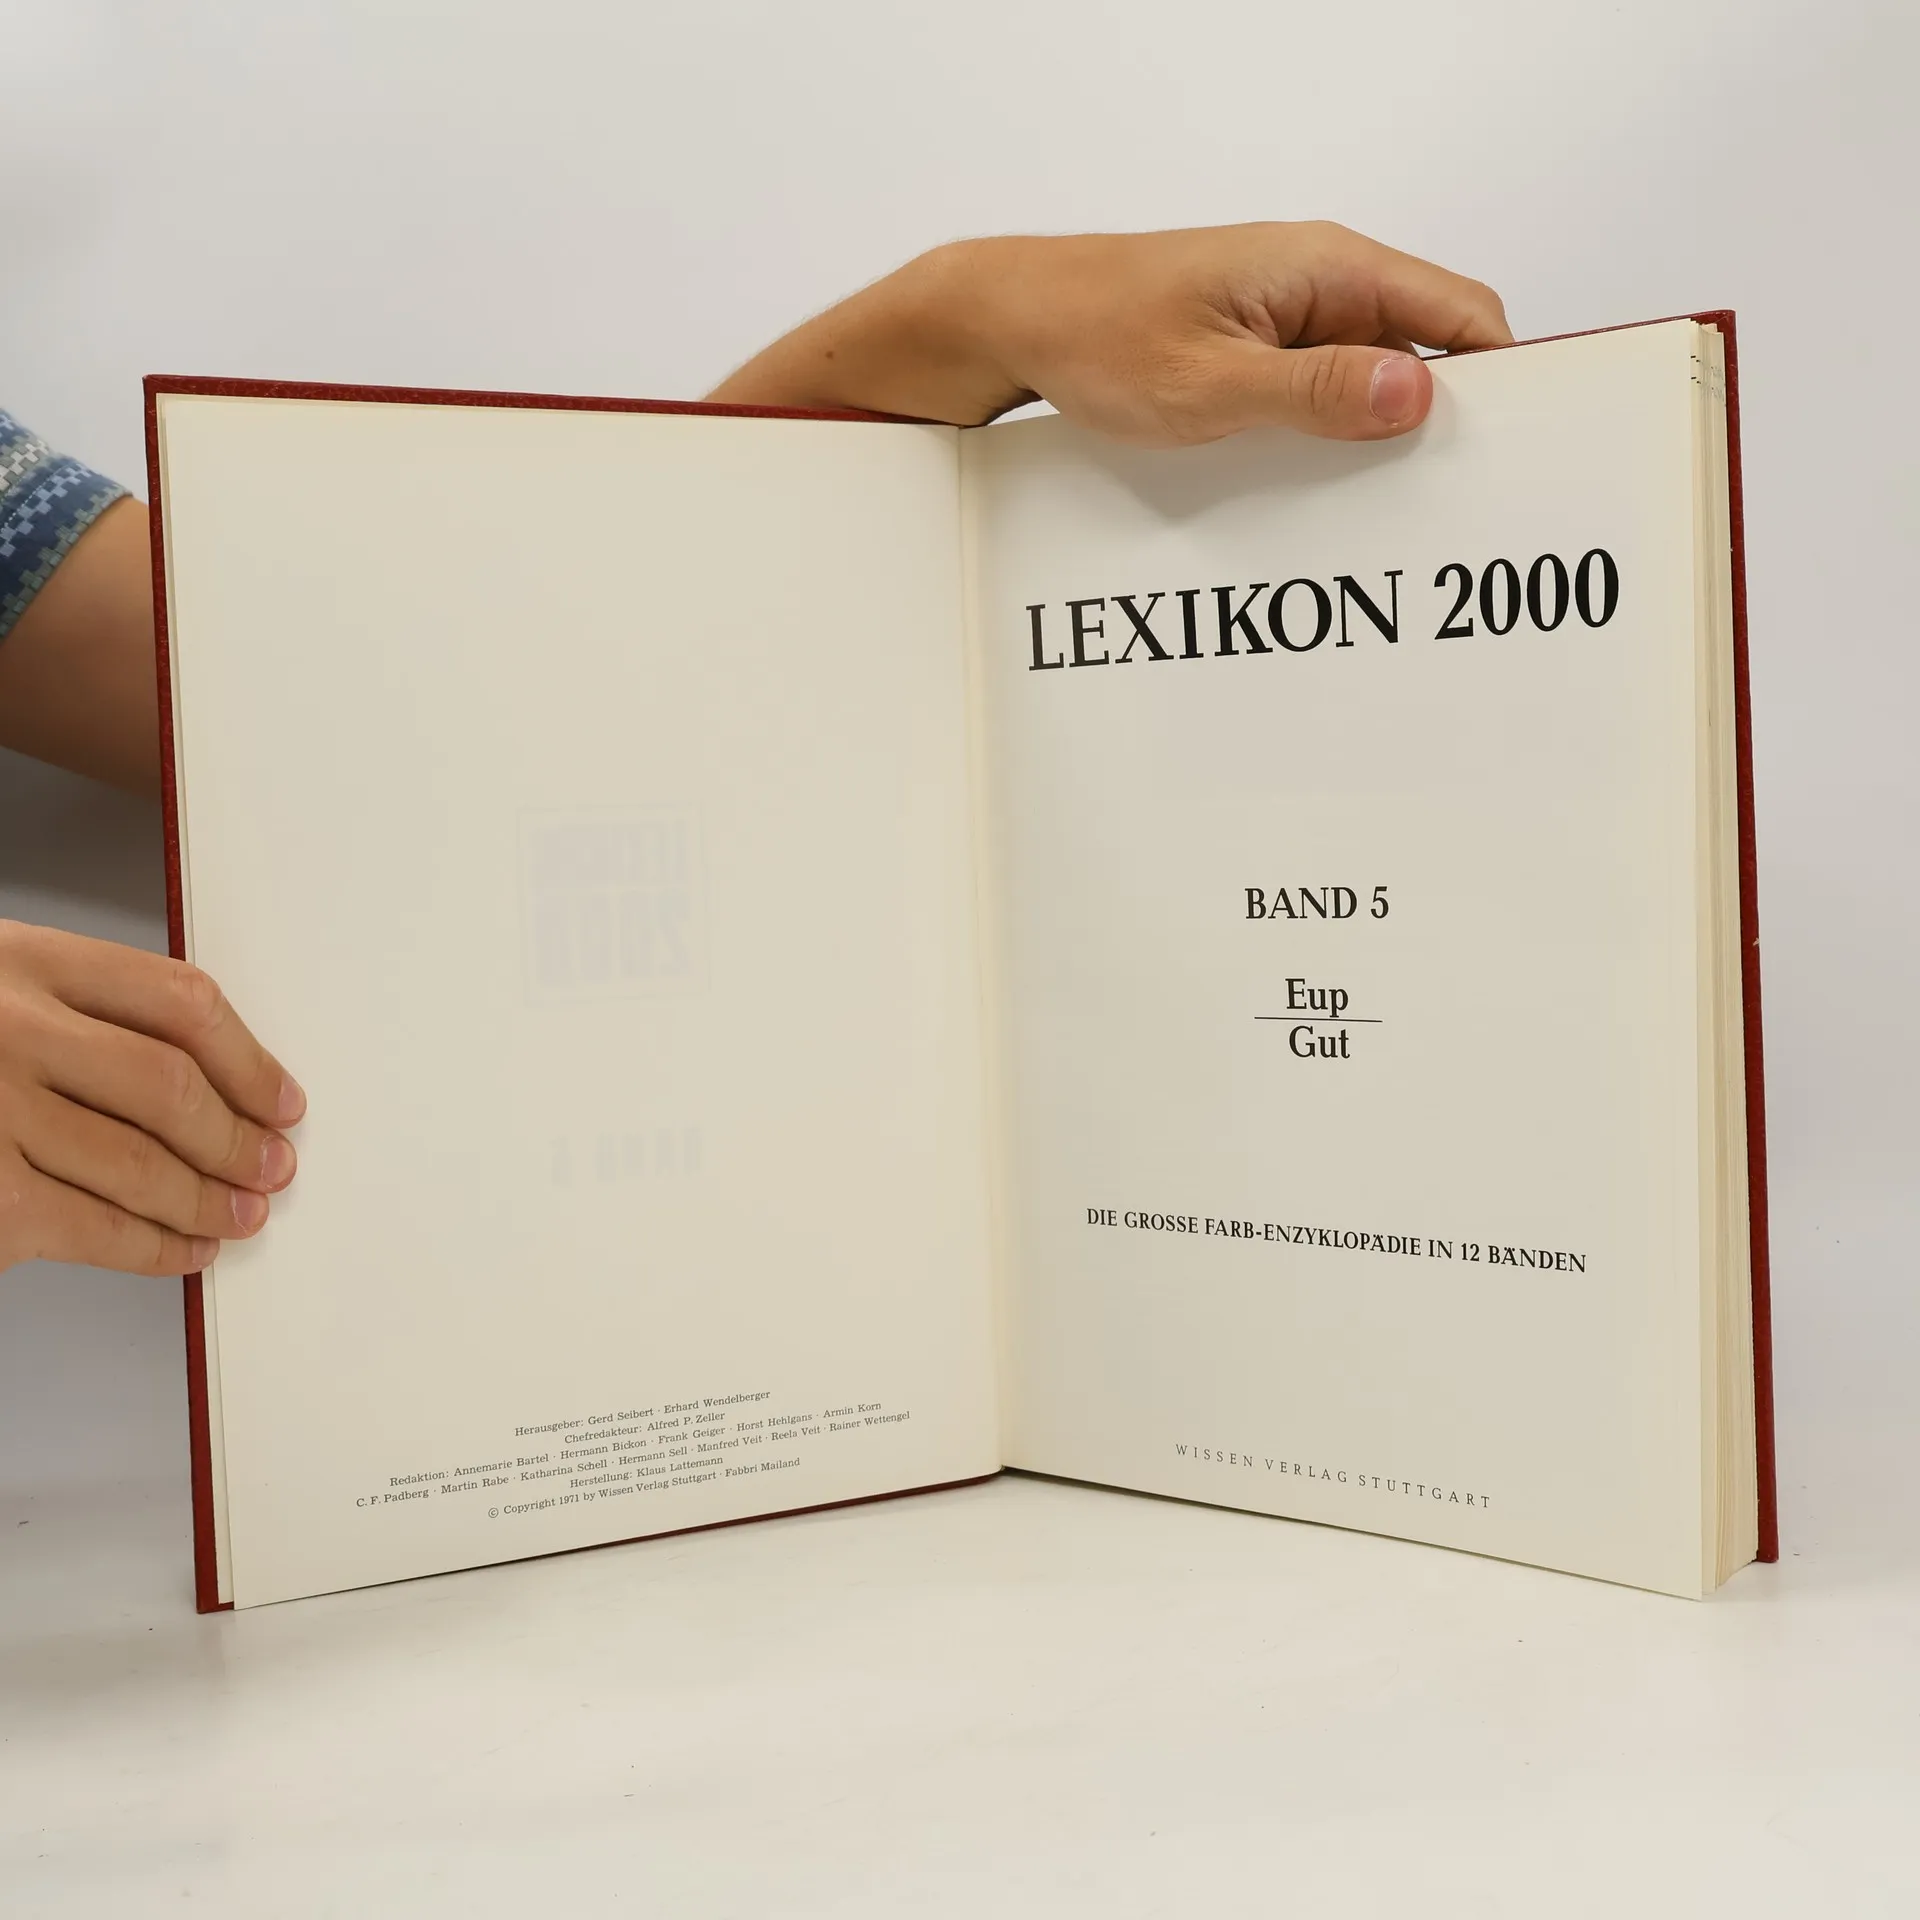 Herausgeber: Gerd Seibert · Erhard Wendelberger
Chefredakteur: Alfred P. Zeller
Redaktion: Annemarie Bartel · Hermann Bickon · Frank Geiger · Horst Hehlgans · Armin Korn
C. F. Padberg · Martin Rabe · Katharina Schell · Hermann Sell · Manfred Veit · Reela Veit · Rainer Wettengel
Herstellung: Klaus Lattemann
© Copyright 1971 by Wissen Verlag Stuttgart · Fabbri Mailand
LEXIKON 2000
BAND 5
Eup
Gut
DIE GROSSE FARB-ENZYKLOPÄDIE IN 12 BÄNDEN
WISSEN VERLAG STUTTGART